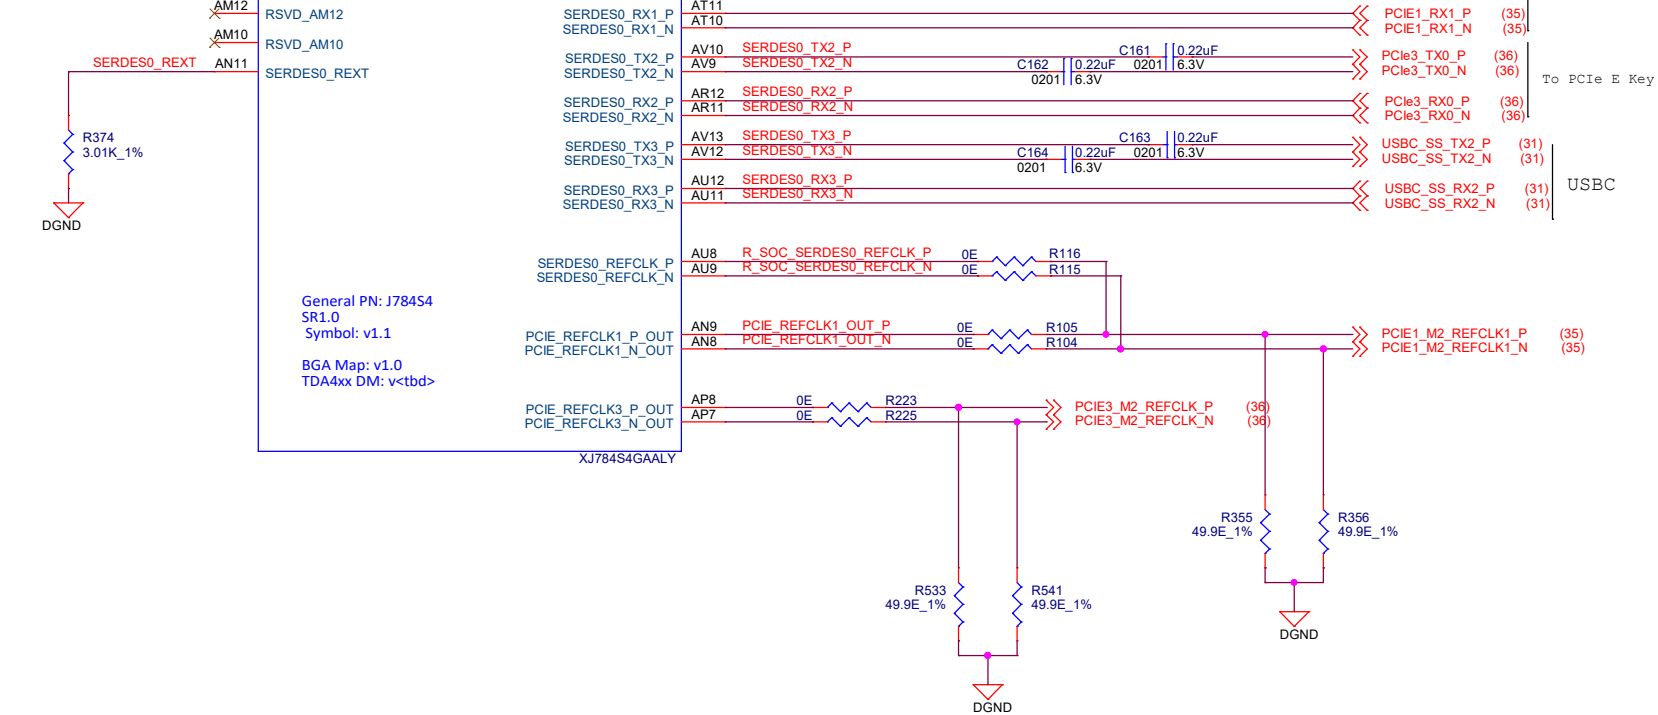 AM12 RSVD_AM12 SERDES0_RX1_P AT11 PCIE1_RX1_P (35)
SERDES0_RX1_N AT10 PCIE1_RX1_N (35)
AM10 RSVD_AM10
SERDES0_TX2_P AV10 SERDES0_TX2_P C161 0.22uF PCIe3_TX0_P (36)
SERDES0_REXT AN11 SERDES0_REXT SERDES0_TX2_N AV9 SERDES0_TX2_N C162 0.22uF 0201 6.3V PCIe3_TX0_N (36)
0201 6.3V
To PCIe E Key
SERDES0_RX2_P AR12 SERDES0_RX2_P PCIe3_RX0_P (36)
SERDES0_RX2_N AR11 SERDES0_RX2_N PCIe3_RX0_N (36)
R374
3.01K_1%
SERDES0_TX3_P AV13 SERDES0_TX3_P C163 0.22uF USBC_SS_TX2_P (31)
SERDES0_TX3_N AV12 SERDES0_TX3_N C164 0.22uF 0201 6.3V USBC_SS_TX2_N (31)
0201 6.3V
USBC
SERDES0_RX3_P AU12 SERDES0_RX3_P USBC_SS_RX2_P (31)
SERDES0_RX3_N AU11 SERDES0_RX3_N USBC_SS_RX2_N (31)
DGND
SERDES0_REFCLK_P AU8 R_SOC_SERDES0_REFCLK_P 0E R116
SERDES0_REFCLK_N AU9 R_SOC_SERDES0_REFCLK_N 0E R115
General PN: J784S4
SR1.0
Symbol: v1.1
BGA Map: v1.0
TDA4xx DM: v<tbd>
PCIE_REFCLK1_P_OUT AN9 PCIE_REFCLK1_OUT_P 0E R105 PCIE1_M2_REFCLK1_P (35)
PCIE_REFCLK1_N_OUT AN8 PCIE_REFCLK1_OUT_N 0E R104 PCIE1_M2_REFCLK1_N (35)
PCIE_REFCLK3_P_OUT AP8 0E R223 PCIE3_M2_REFCLK_P (36)
PCIE_REFCLK3_N_OUT AP7 0E R225 PCIE3_M2_REFCLK_N (36)
XJ784S4GAALY
R355 R356
49.9E_1% 49.9E_1%
R533 R541
49.9E_1% 49.9E_1%
DGND
DGND